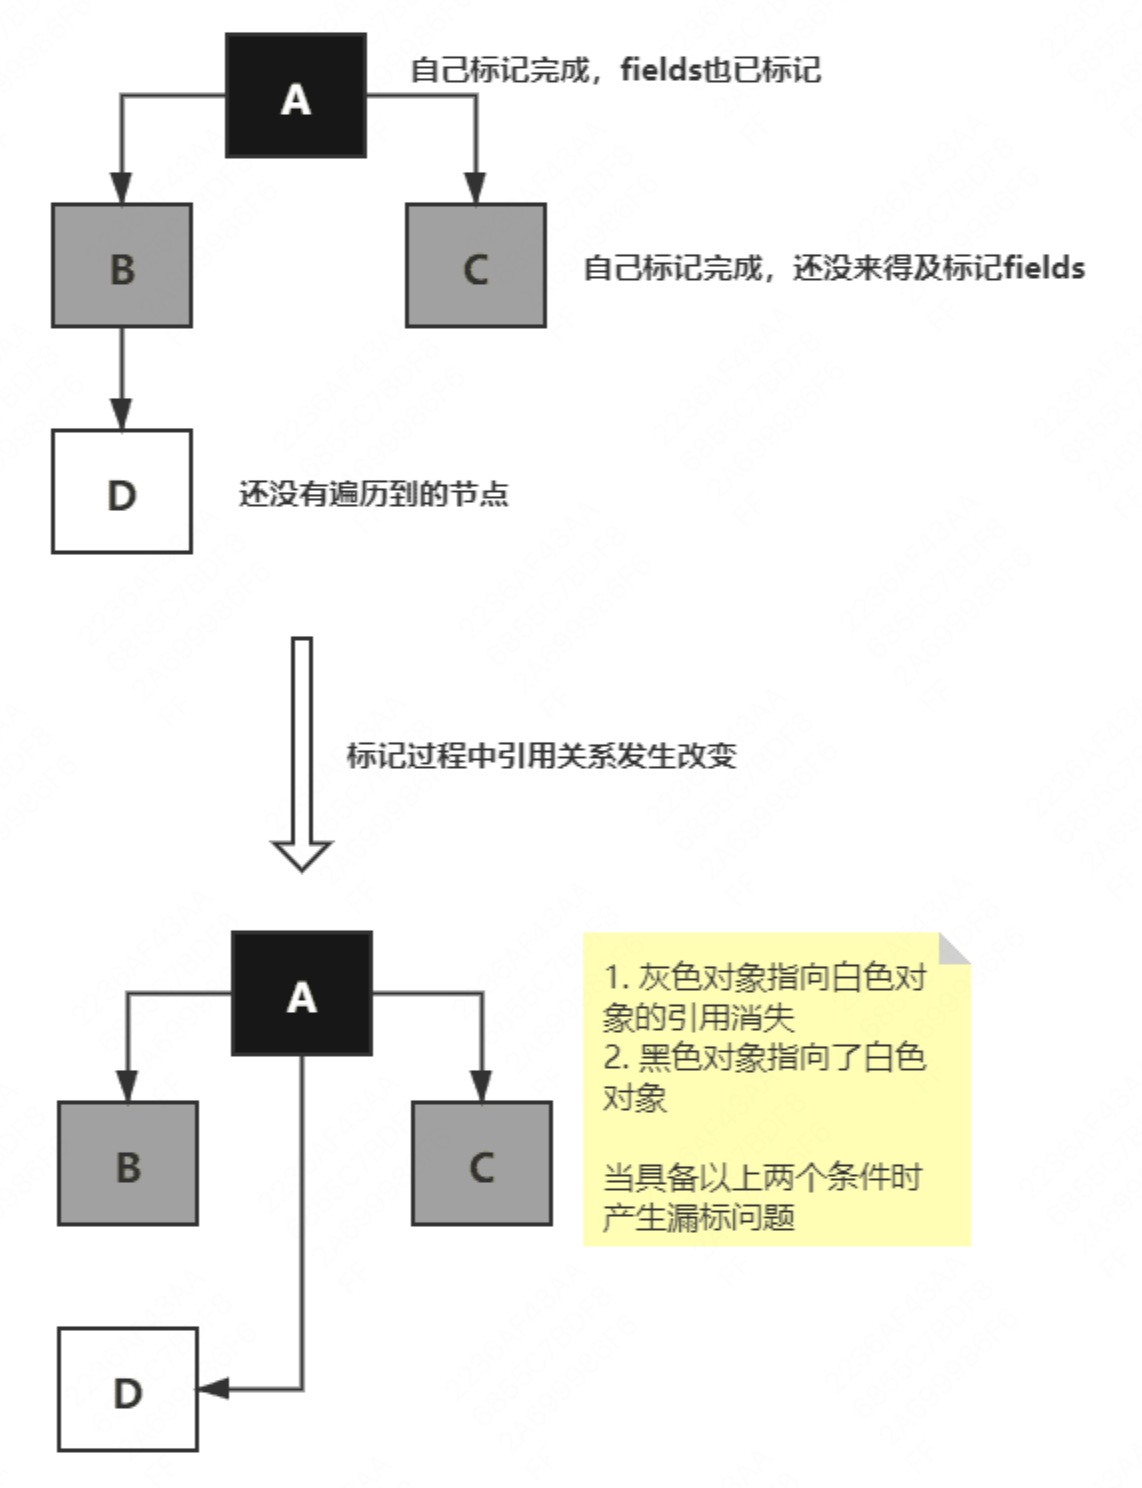 A
自己标记完成，fields也已标记
B
C
自己标记完成，还没来得及标记fields
D
还没有遍历到的节点
标记过程中引用关系发生改变
A
1. 灰色对象指向白色对
象的引用消失
2. 黑色对象指向了白色
对象
当具备以上两个条件时
产生漏标问题
B
C
D